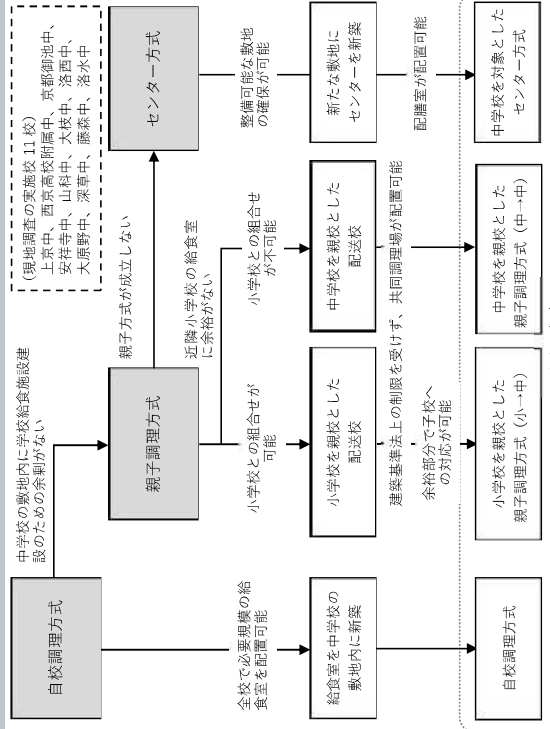 （現地調査の実施校 11 校）
上京中、西京高校附属中、京都御池中、
安祥寺中、山科中、大枝中、洛西中、
大原野中、深草中、藤森中、洛水中
自校調理方式
中学校の敷地内に学校給食施設建
設のための余剰がない
親子調理方式
親子方式が成立しない
近隣小学校の給食室
に余裕がない
センター方式
全校で必要規模の給
食室を配置可能
小学校との組合せが
可能
小学校との組合せ
が不可能
整備可能な敷地
の確保が可能
給食室を中学校の
敷地内に新築
小学校を親校とした
配送校
中学校を親校とした
配送校
新たな敷地に
センターを新築
建築基準法上の制限を受けず、共同調理場が配置可能
余裕部分で子校へ
の対応が可能
配膳室が配置可能
自校調理方式
小学校を親校とした
親子調理方式（小→中）
中学校を親校とした
親子調理方式（中→中）
中学校を対象とした
センター方式